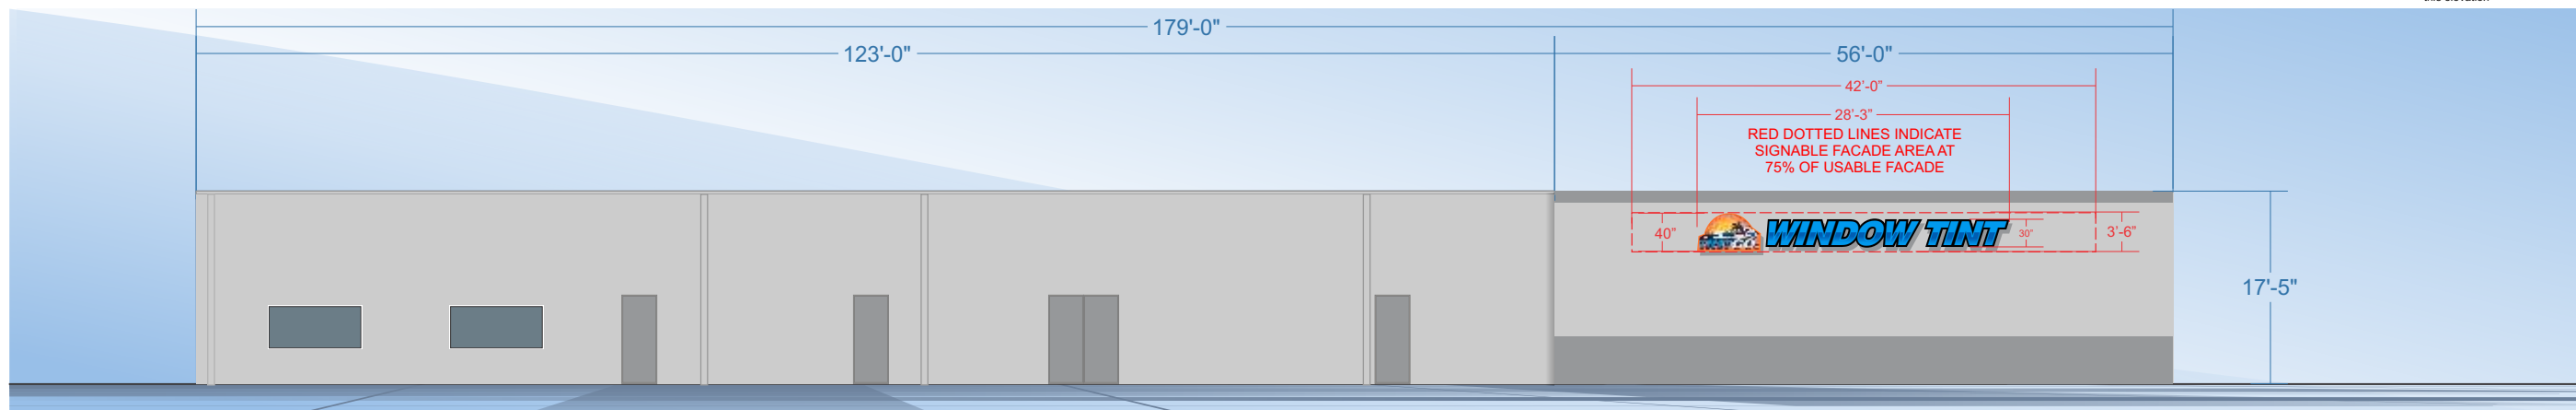 179'-0"
123'-0"
56'-0"
42'-0"
28'-3"
RED DOTTED LINES INDICATE
SIGNABLE FACADE AREA AT
75% OF USABLE FACADE
40"
WINDOW TINT
30"
3'-6"
17'-5"